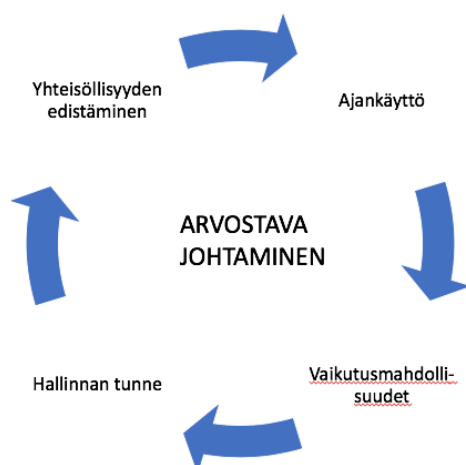 Yhteisöllisyyden
edistäminen
Ajankäyttö
ARVOSTAVA
JOHTAMINEN
Hallinnan tunne
Vaikutusmahdolli-
suudet